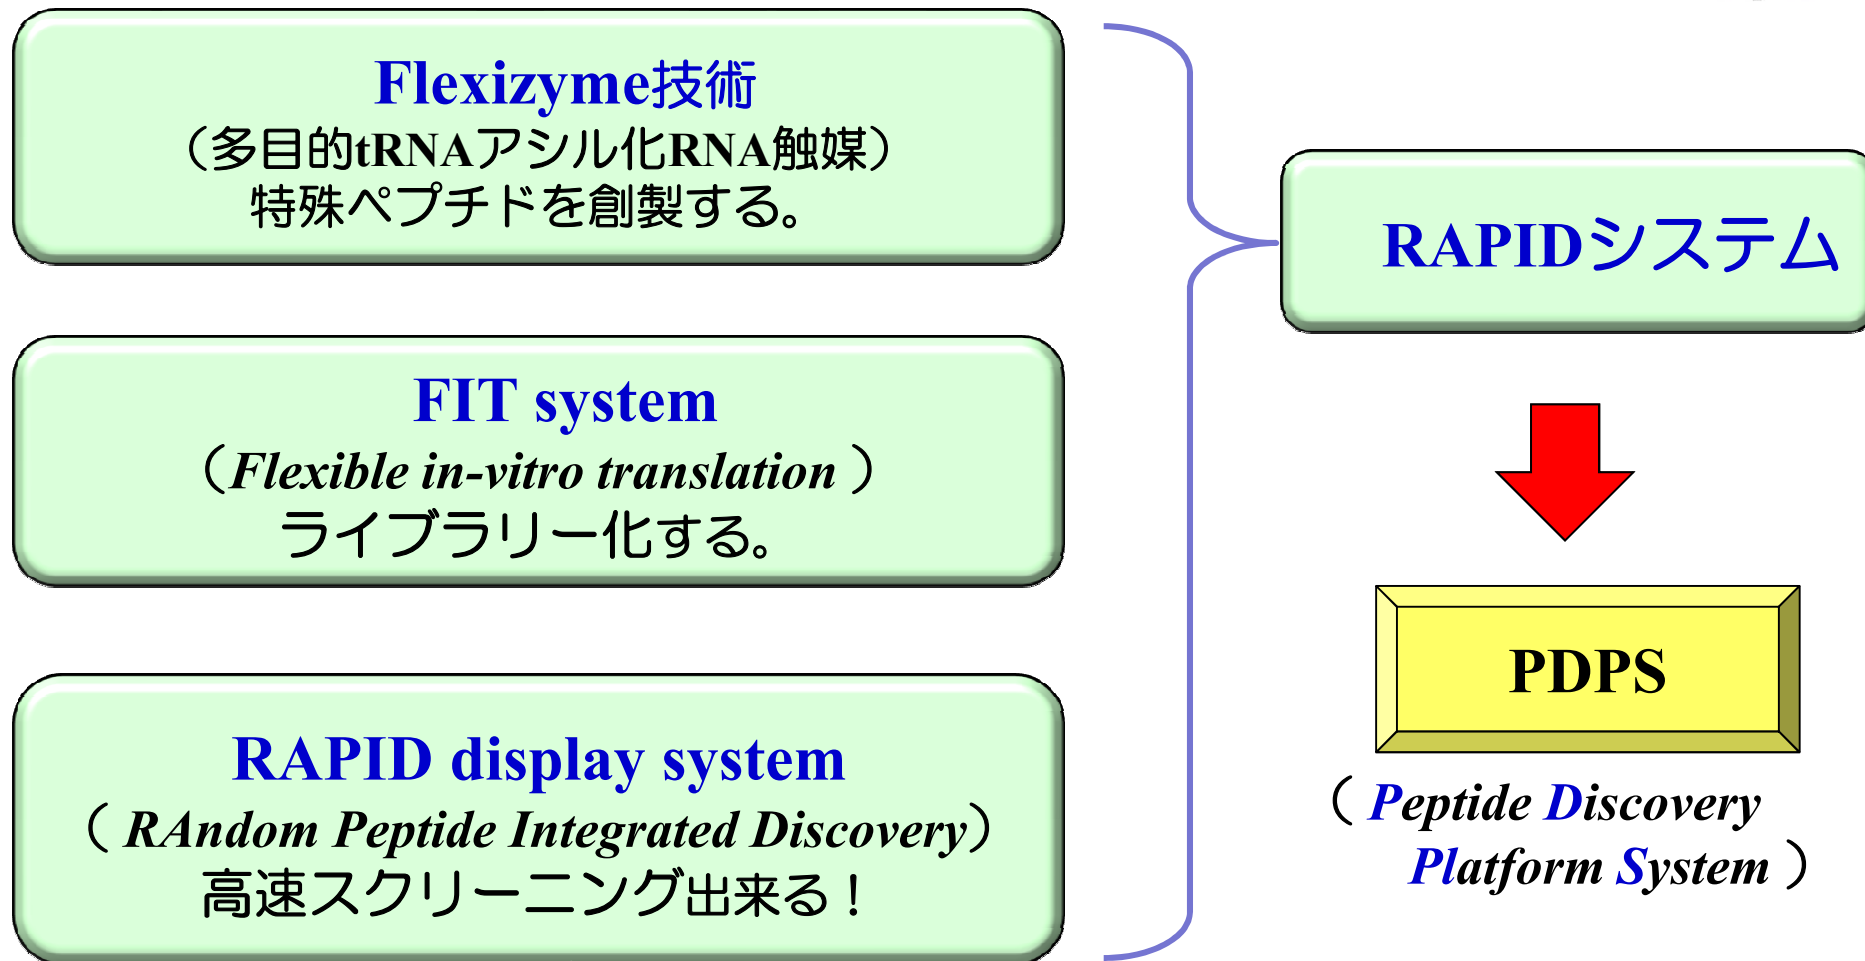 Flexizyme技術
（多目的tRNAアシル化RNA触媒）
特殊ペプチドを創製する。
FIT system
（Flexible in-vitro translation ）
ライブラリー化する。
RAPID display system
（ RAndom Peptide Integrated Discovery）
高速スクリーニング出来る！
RAPIDシステム
PDPS
（ Peptide Discovery
Platform System ）